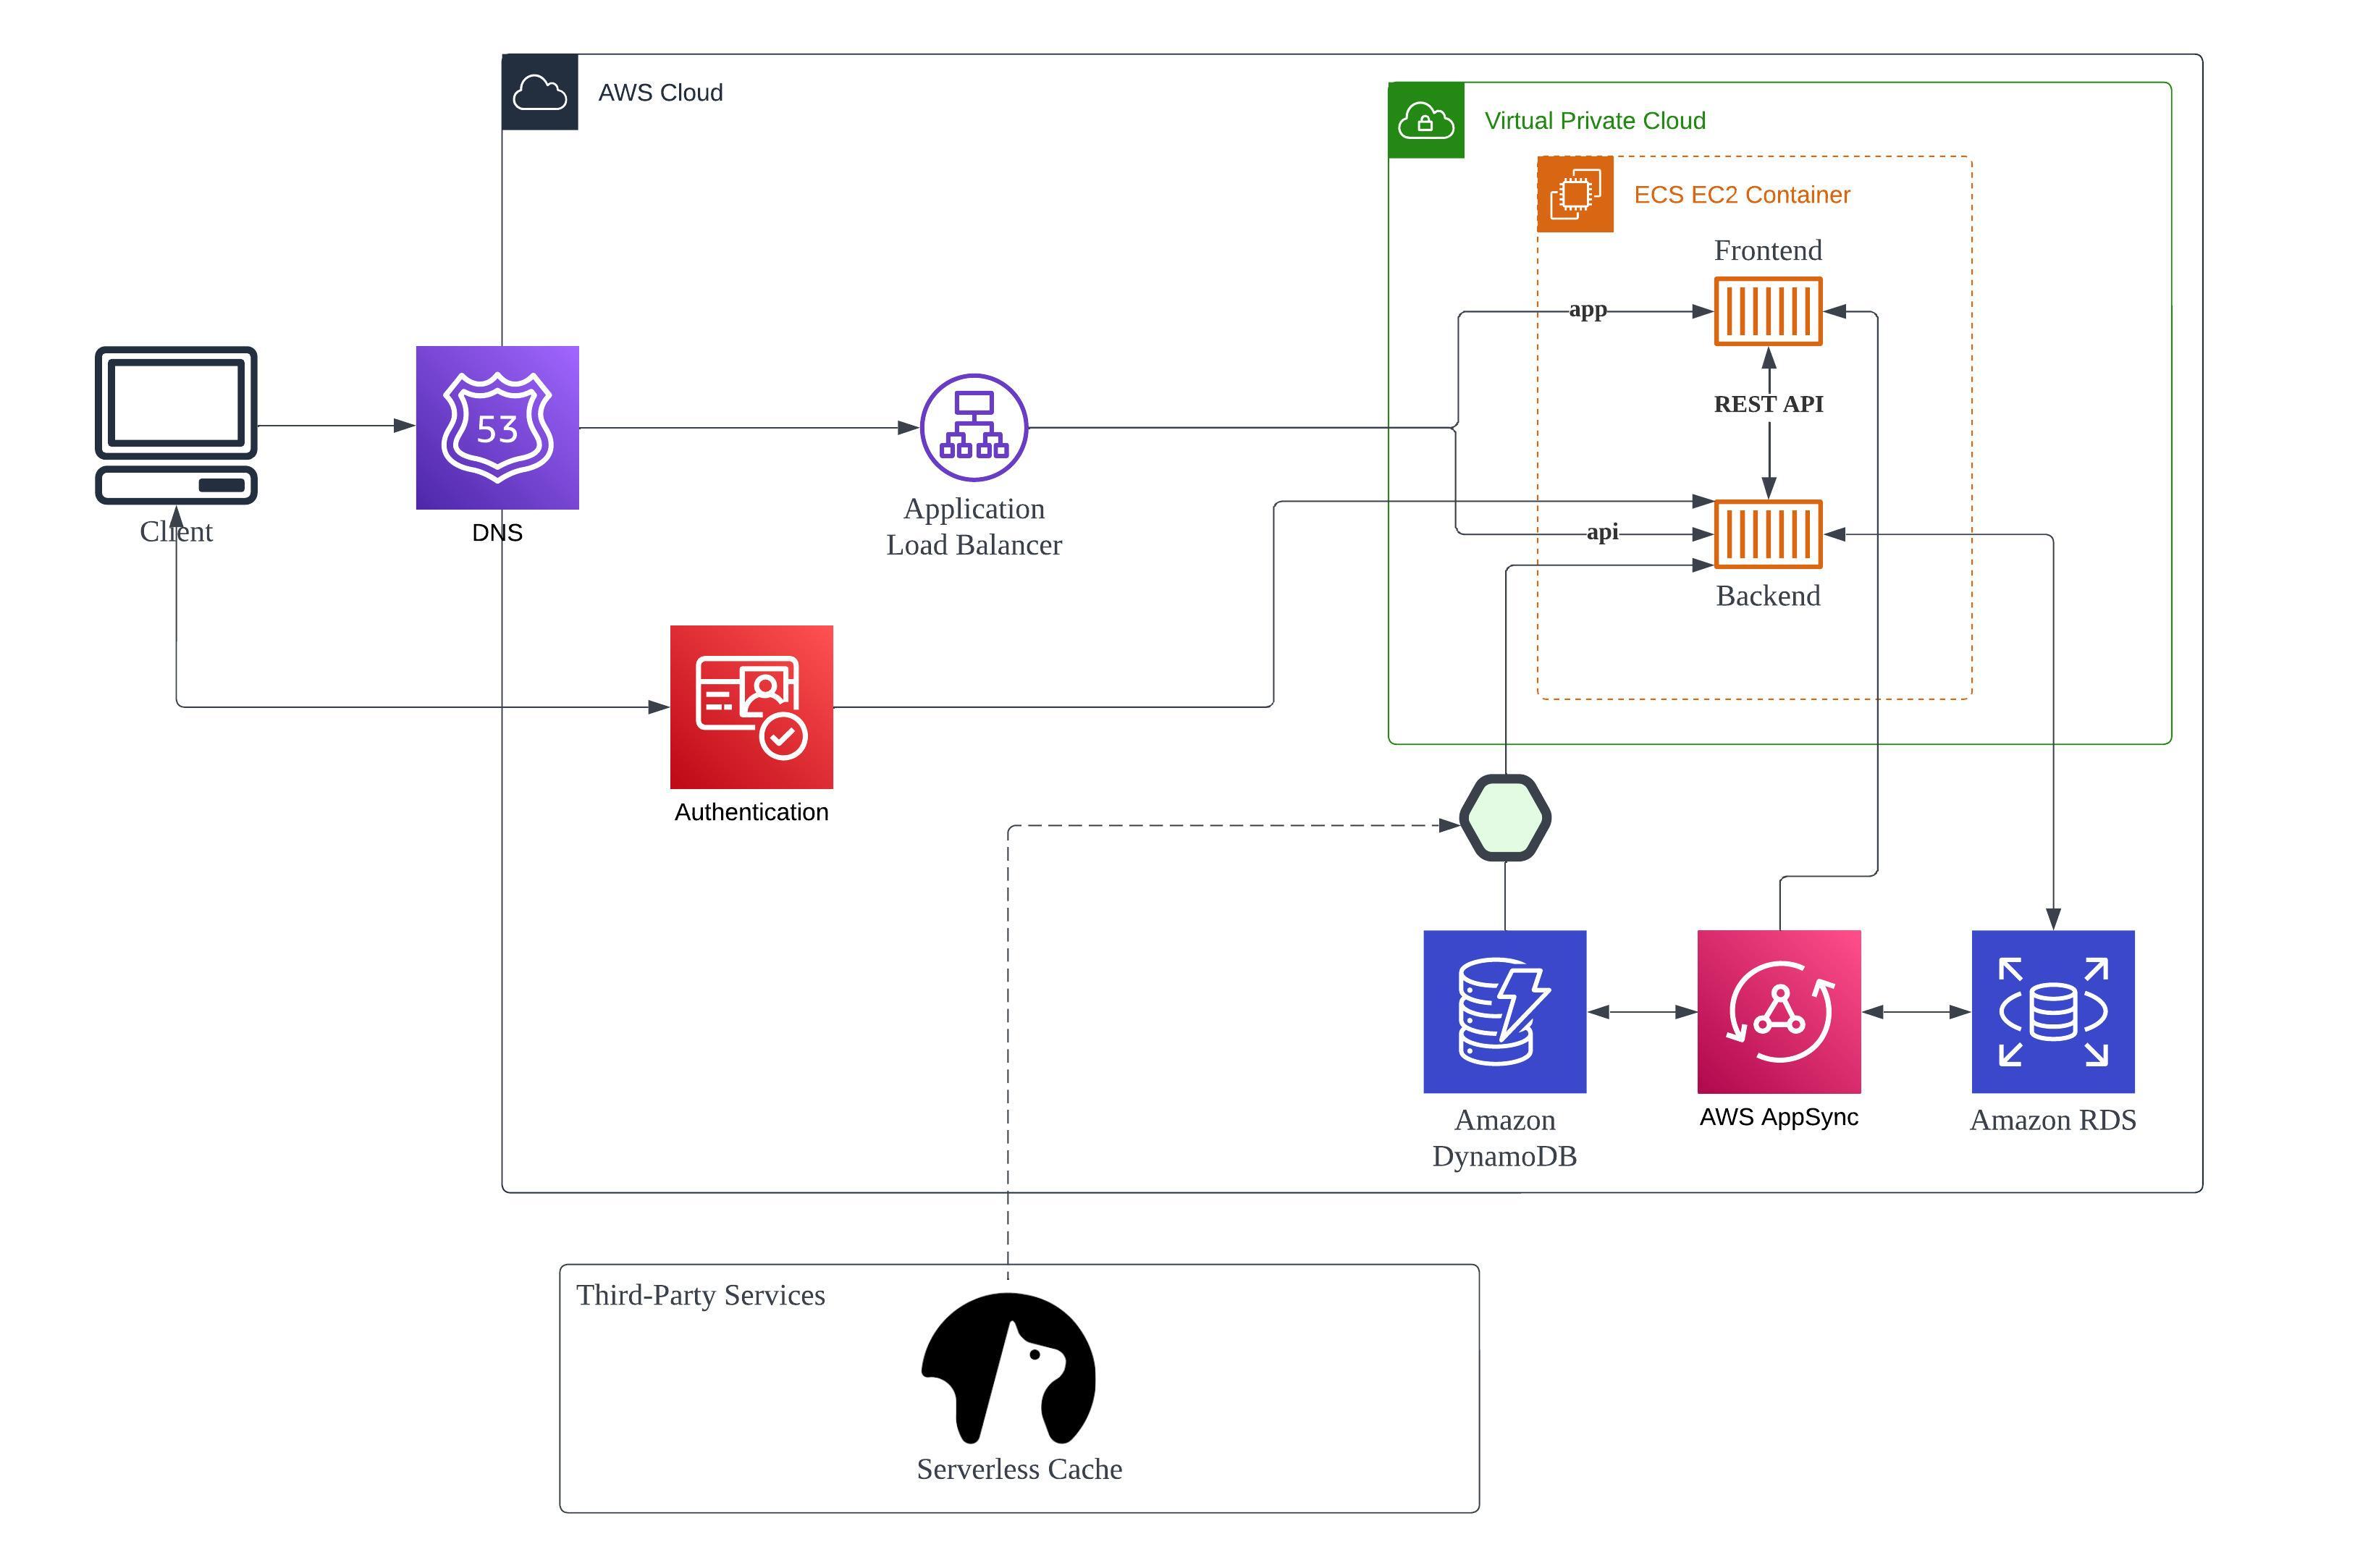 AWS Cloud
Virtual Private Cloud
ECS EC2 Container
Frontend
app
REST API
53
Client
DNS
Application
Load Balancer
api
Backend
Authentication
Amazon
DynamoDB
AWS AppSync
Amazon RDS
Third-Party Services
Serverless Cache